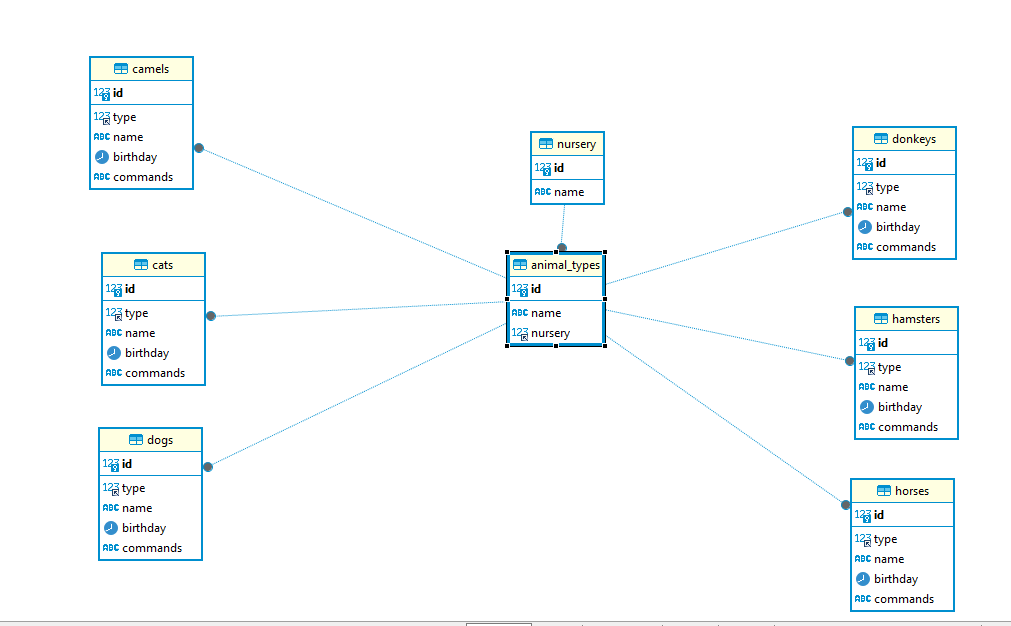 camels
123 id
123 type
ABC name
birthday
ABC commands
cats
123 id
123 type
ABC name
birthday
ABC commands
dogs
123 id
123 type
ABC name
birthday
ABC commands
nursery
123 id
ABC name
animal_types
123 id
ABC name
123 nursery
donkeys
123 id
123 type
ABC name
birthday
ABC commands
hamsters
123 id
123 type
ABC name
birthday
ABC commands
horses
123 id
123 type
ABC name
birthday
ABC commands